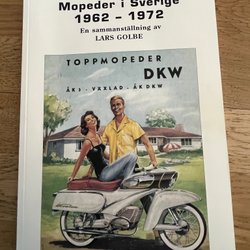 Mopeder i Sverige
1962 - 1972
En sammanställning av
LARS GOLBE
TOPPMOPEDER
DKW
ÅK 3 - VÄXLAD - ÅK DKW